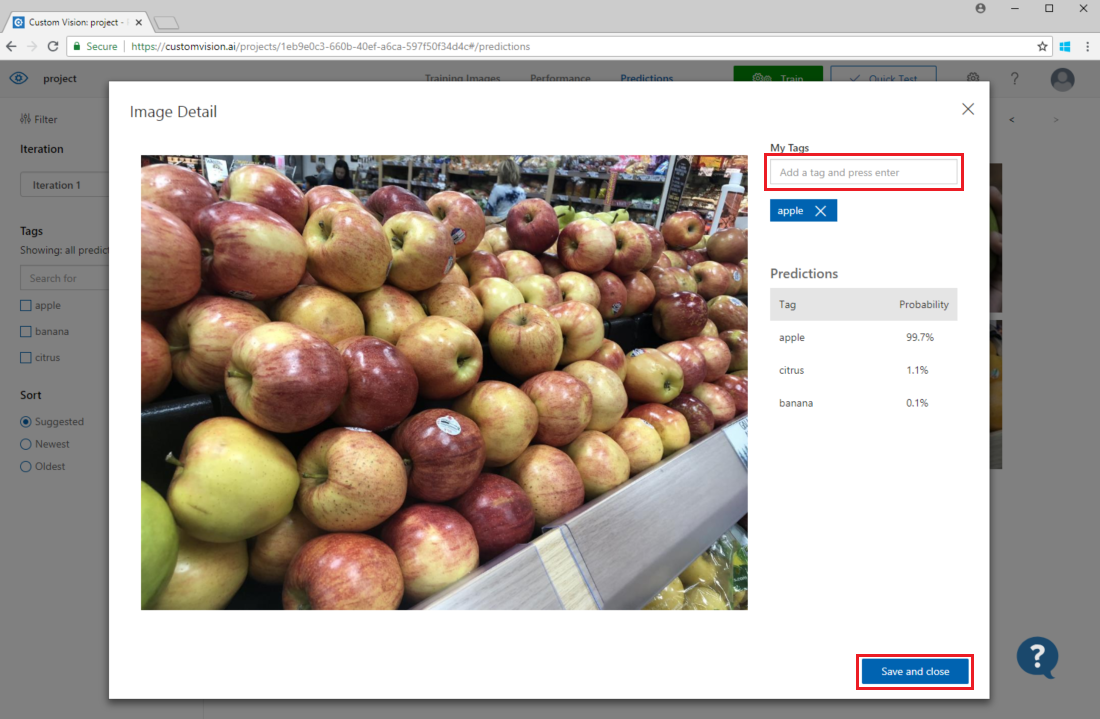 Custom Vision: project -
Secure
https://customvision.ai/projects/1eb9e0c3-660b-40ef-a6ca-597f50f34d4c#/predictions
project
Training Images
Performance
Predictions
Train
Quick Test
?
Filter
Iteration
Iteration 1
Tags
Showing: all predict
Search for
apple
banana
citrus
Sort
Suggested
Newest
Oldest
< >
Image Detail
My Tags
Add a tag and press enter
apple
Predictions
Tag Probability
apple 99.7%
citrus 1.1%
banana 0.1%
Save and close
?